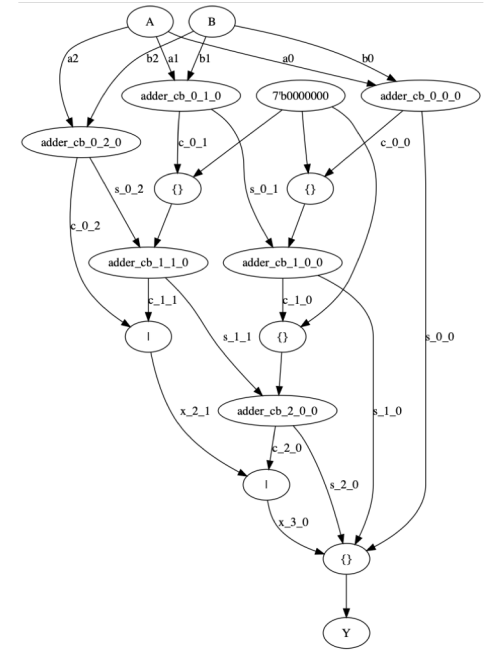 A
B
a2
b2
a1
b1
a0
b0
adder_cb_0_1_0
7'b0000000
adder_cb_0_0_0
adder_cb_0_2_0
c_0_1
c_0_0
{}
{}
s_0_2
s_0_1
c_0_2
adder_cb_1_1_0
adder_cb_1_0_0
c_1_1
c_1_0
|
s_1_1
{}
s_0_0
x_2_1
adder_cb_2_0_0
s_1_0
c_2_0
|
s_2_0
x_3_0
{}
Y